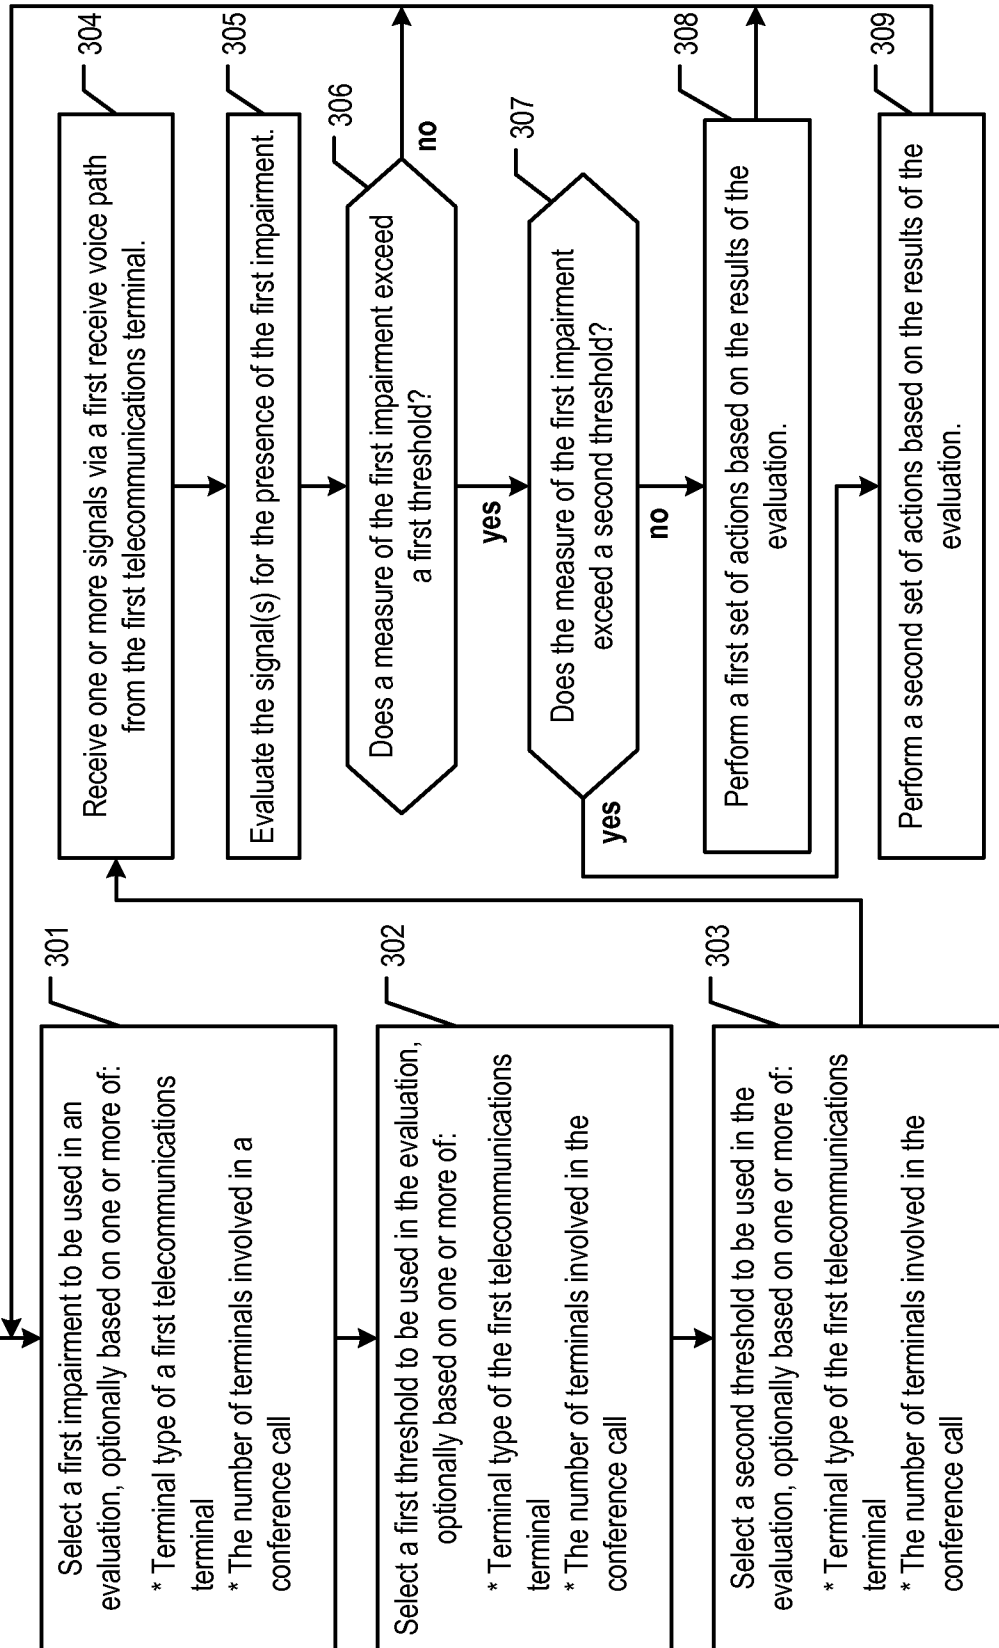 301
Select a first impairment to be used in an
evaluation, optionally based on one or more of:
* Terminal type of a first telecommunications
terminal
* The number of terminals involved in a
conference call
302
Select a first threshold to be used in the evaluation,
optionally based on one or more of:
* Terminal type of the first telecommunications
terminal
* The number of terminals involved in the
conference call
303
Select a second threshold to be used in the
evaluation, optionally based on one or more of:
* Terminal type of the first telecommunications
terminal
* The number of terminals involved in the
conference call
304
Receive one or more signals via a first receive voice path
from the first telecommunications terminal.
305
Evaluate the signal(s) for the presence of the first impairment.
306
Does a measure of the first impairment exceed
a first threshold?
no
yes
307
Does the measure of the first impairment
exceed a second threshold?
yes
no
308
Perform a first set of actions based on the results of the
evaluation.
309
Perform a second set of actions based on the results of the
evaluation.